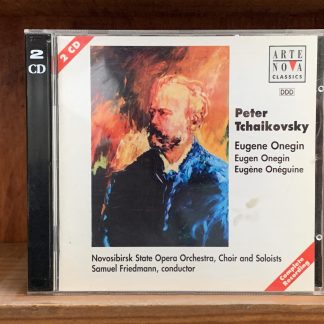 2
CD
2 CD
ARTE
NOVA
CLASSICS
DDD
Peter
Tchaikovsky
Eugene Onegin
Eugen Onegin
Eugène Onéguine
Novosibirsk State Opera Orchestra, Choir and Soloists
Samuel Friedmann, conductor
Complete
Recording